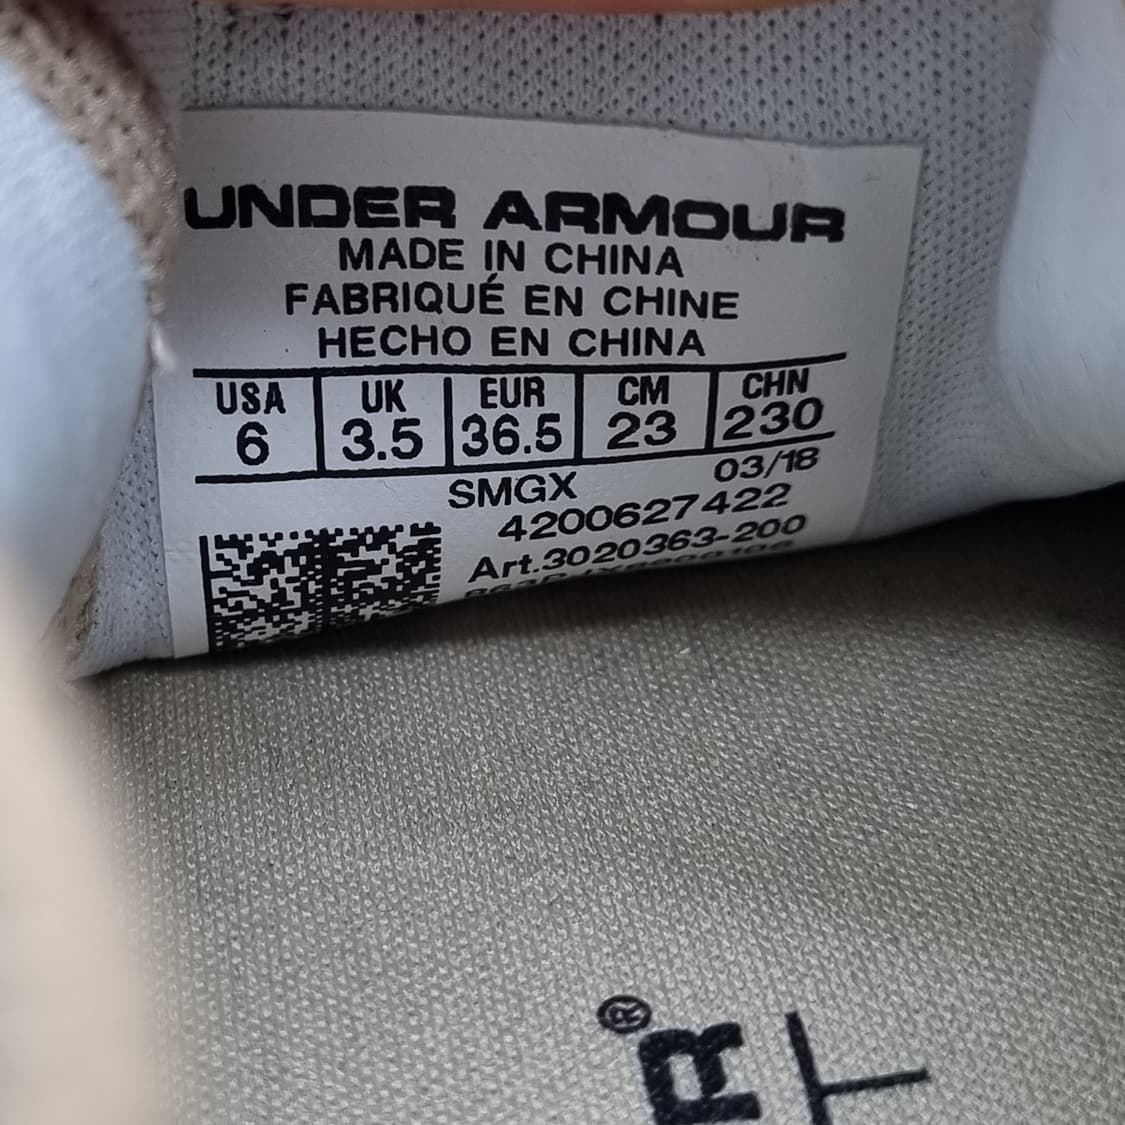 UNDER ARMOUR
MADE IN CHINA
FABRIQUÉ EN CHINE
HECHO EN CHINA
USA UK EUR CM CHN
6 3.5 36.5 23 230
SMGX 03/18
4200627422
Art.3020363-200
R®